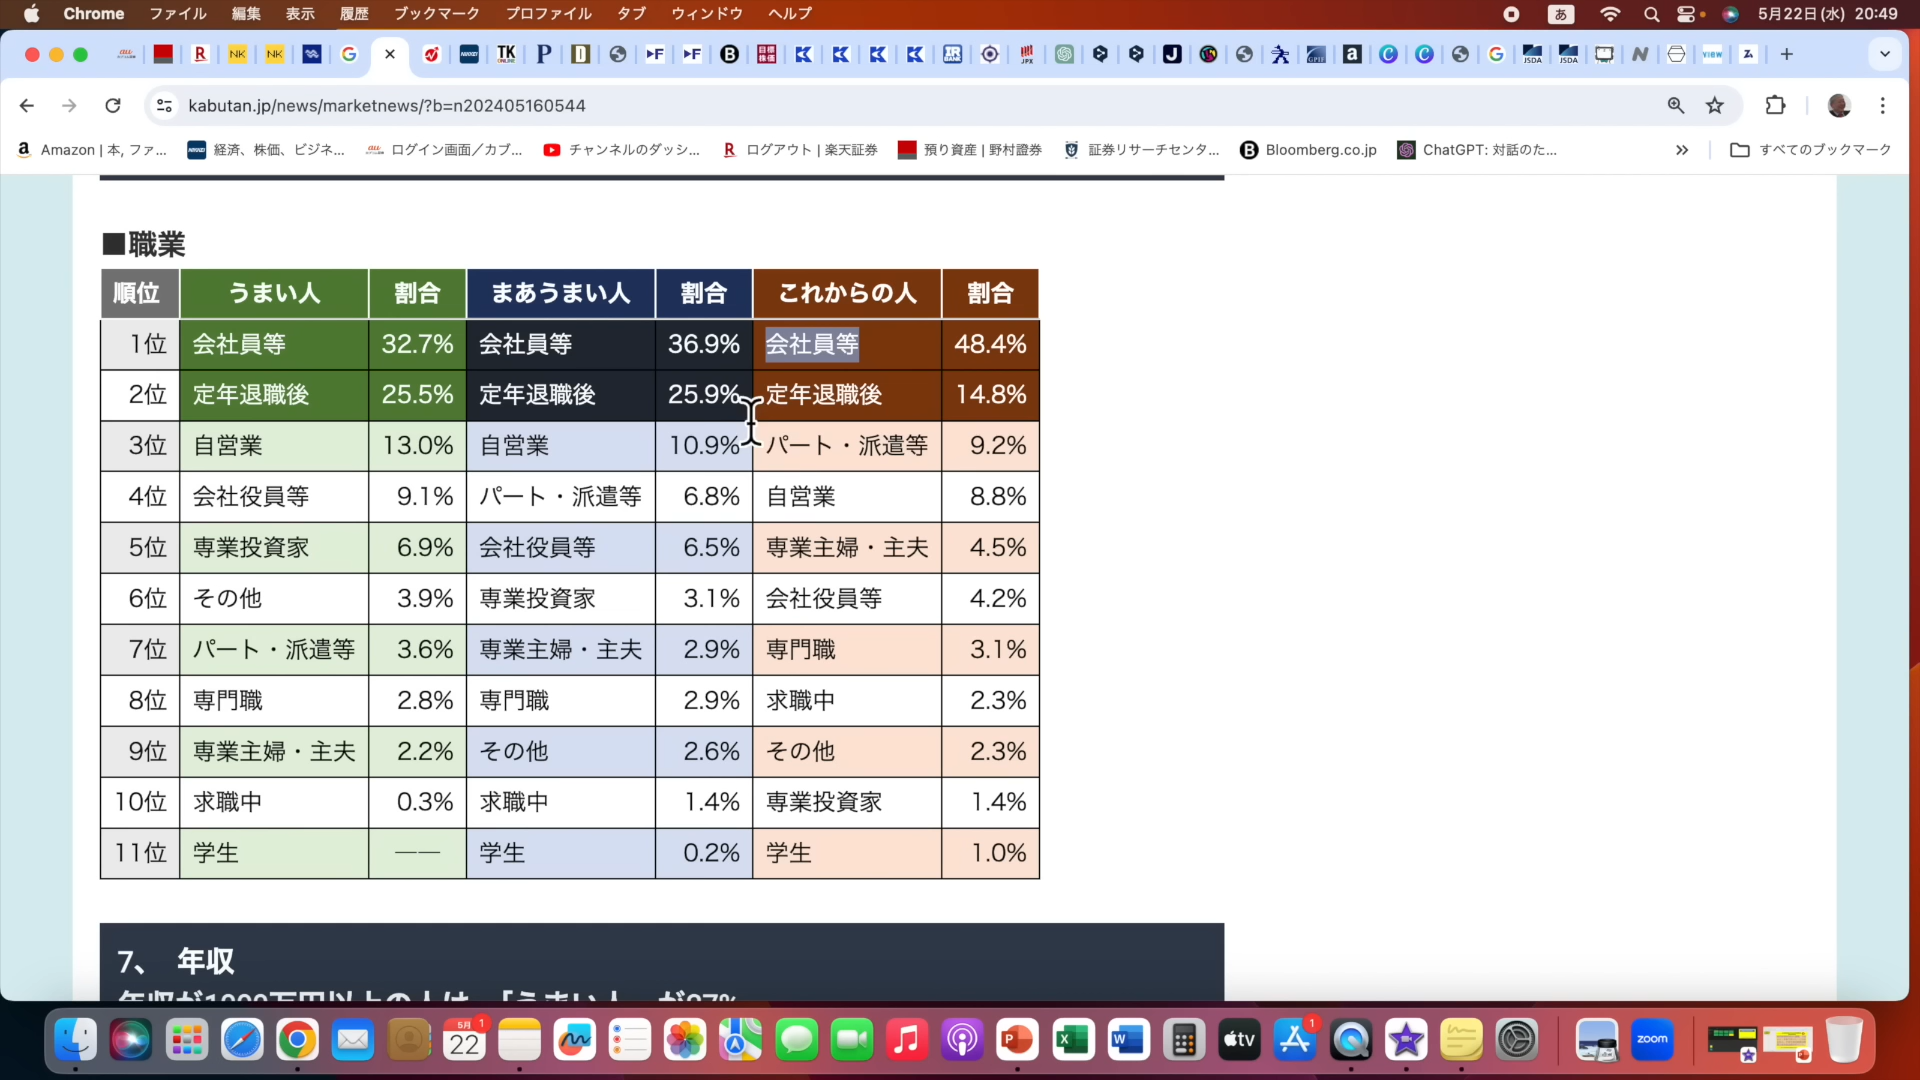 Chrome ファイル 編集 表示 履歴 ブックマーク プロファイル タブ ウィンドウ ヘルプ あ 5月22日(水) 20:49
kabutan.jp/news/marketnews/?b=n202405160544
Amazon | 本, ファ... 経済、株価、ビジネ... ログイン画面／カブ... チャンネルのダッシ... ログアウト | 楽天証券 預り資産 | 野村證券 証券リサーチセンタ... Bloomberg.co.jp ChatGPT: 対話のた... すべてのブックマーク
■職業
順位 うまい人 割合 まあうまい人 割合 これからの人 割合
1位 会社員等 32.7% 会社員等 36.9% 会社員等 48.4%
2位 定年退職後 25.5% 定年退職後 25.9% 定年退職後 14.8%
3位 自営業 13.0% 自営業 10.9% パート・派遣等 9.2%
4位 会社役員等 9.1% パート・派遣等 6.8% 自営業 8.8%
5位 専業投資家 6.9% 会社役員等 6.5% 専業主婦・主夫 4.5%
6位 その他 3.9% 専業投資家 3.1% 会社役員等 4.2%
7位 パート・派遣等 3.6% 専業主婦・主夫 2.9% 専門職 3.1%
8位 専門職 2.8% 専門職 2.9% 求職中 2.3%
9位 専業主婦・主夫 2.2% その他 2.6% その他 2.3%
10位 求職中 0.3% 求職中 1.4% 専業投資家 1.4%
11位 学生 —— 学生 0.2% 学生 1.0%
7、 年収
5月 22 1 tv 1 zoom